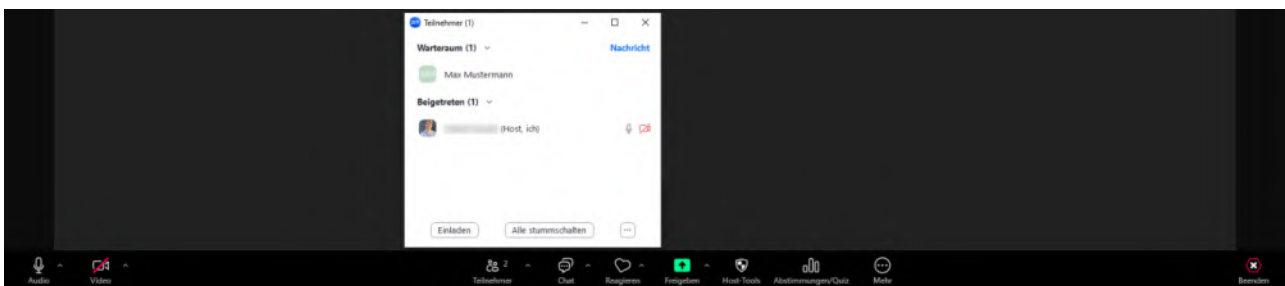 Teilnehmer (1)
Warteraum (1)
Nachricht
Max Mustermann
Beigetreten (1)
(Host, ich)
Einladen
Alle stummschalten
Audio
Video
2
Teilnehmer
Chat
Reagieren
Freigeben
Host-Tools
Abstimmungen/Quiz
Mehr
Beenden